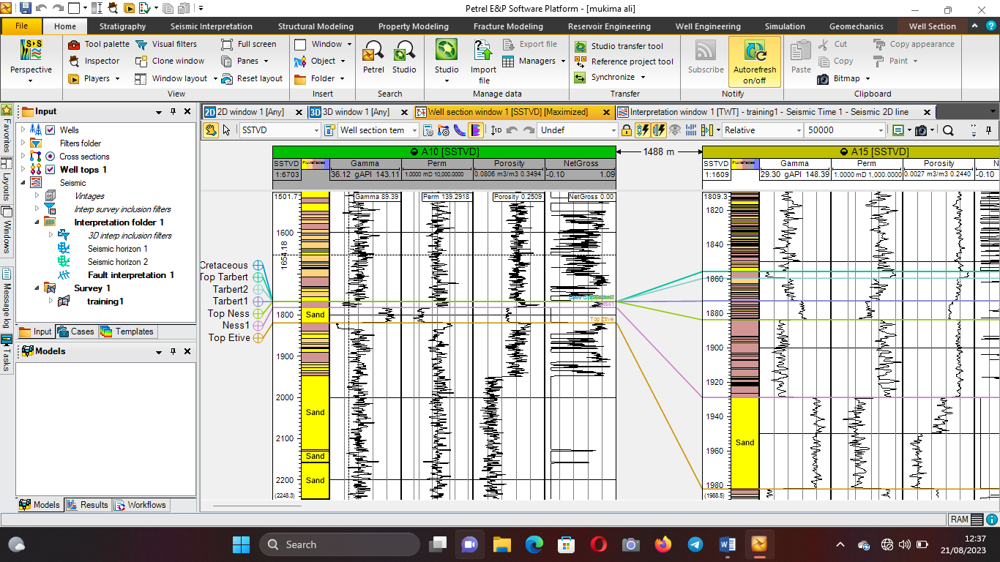 Petrel E&P Software Platform - [mukima ali]
File Home Stratigraphy Seismic Interpretation Structural Modeling Property Modeling Fracture Modeling Reservoir Engineering Well Engineering Simulation Geomechanics Well Section
Perspective
Tool palette Visual filters Full screen
Inspector Clone window Panes
Players Window layout Reset layout
View
Window
Object
Folder
Insert
Petrel Studio
Search
Studio Import file
Export file
Managers
Manage data
Studio transfer tool
Reference project tool
Synchronize
Transfer
Subscribe Autorefresh on/off
Notify
Paste
Cut Copy appearance
Copy Paint
Bitmap
Clipboard
Favorites
Layouts
Windows
Message log
Tasks
Input
Wells
Filters folder
Cross sections
Well tops 1
Seismic
Vintages
Interp survey inclusion filters
Interpretation folder 1
3D interp inclusion filters
Seismic horizon 1
Seismic horizon 2
Fault interpretation 1
Survey 1
training1
Input Cases Templates
Models
Models Results Workflows
2D 2D window 1 [Any] 3D 3D window 1 [Any] Well section window 1 [SSTVD] [Maximized] Interpretation window 1 [TWT] - training1 - Seismic Time 1 - Seismic 2D line
SSTVD Well section tem ID Undef Relative 50000
A10 [SSTVD] 1488 m A15 [SSTVD]
SSTVD Gamma Perm Porosity NetGross
1:6703 36.12 gAPI 143.11 1.0000 mD 10,000.0000 0.0806 m3/m3 0.3494 -0.10 1.09
SSTVD Gamma Perm Porosity
1:1609 29.30 gAPI 148.39 1.0000 mD 1,000.0000 0.0027 m3/m3 0.2440 -0.10
1501.7 Gamma 89.39 Perm 139.2918 Porosity 0.2509 NetGross 0.00
1600
1654.18
1800
1900
2000
2100
2200
(2248.3)
Sand
Sand
Sand
Sand
Cretaceous
Top Tarbert
Tarbert2
Tarbert1
Top Ness
Ness1
Top Etive
Top Etive
1809.3
1820
1840
1860
1880
1900
1920
1940
1960
1980
(1988.5)
Sand
RAM
Search
12:37
21/08/2023